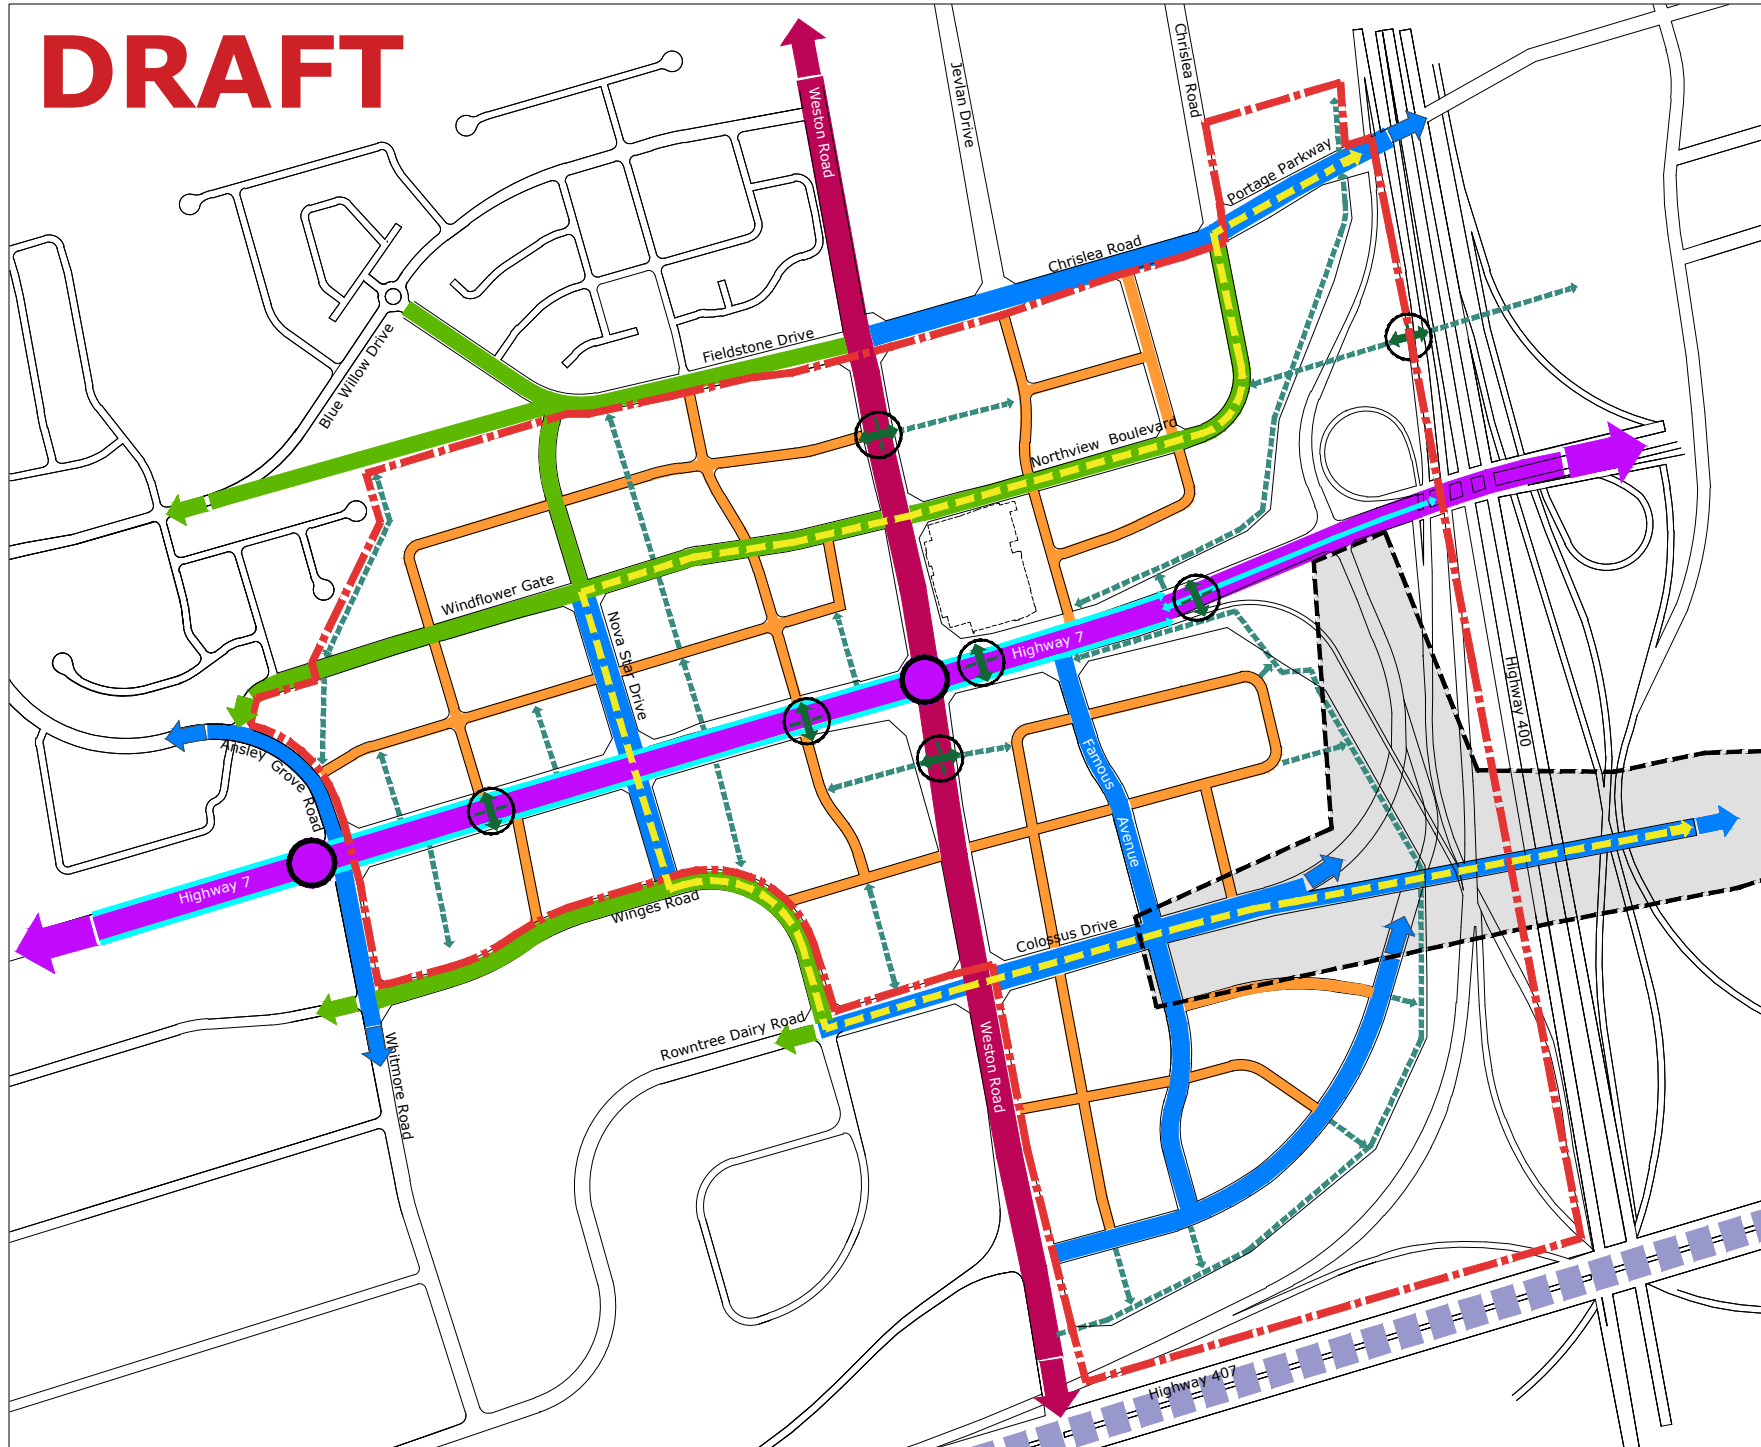 DRAFT
Weston Road
Jevlan Drive
Chrislea Road
Portage Parkway
Chrislea Road
Fieldstone Drive
Blue Willow Drive
Northview Boulevard
Windflower Gate
Nova Star Drive
Highway 7
Highway 400
Ansley Grove Road
Famous
Avenue
Highway 7
Winges Road
Colossus Drive
Rowntree Dairy Road
Whitmore Road
Weston Road
Highway 407